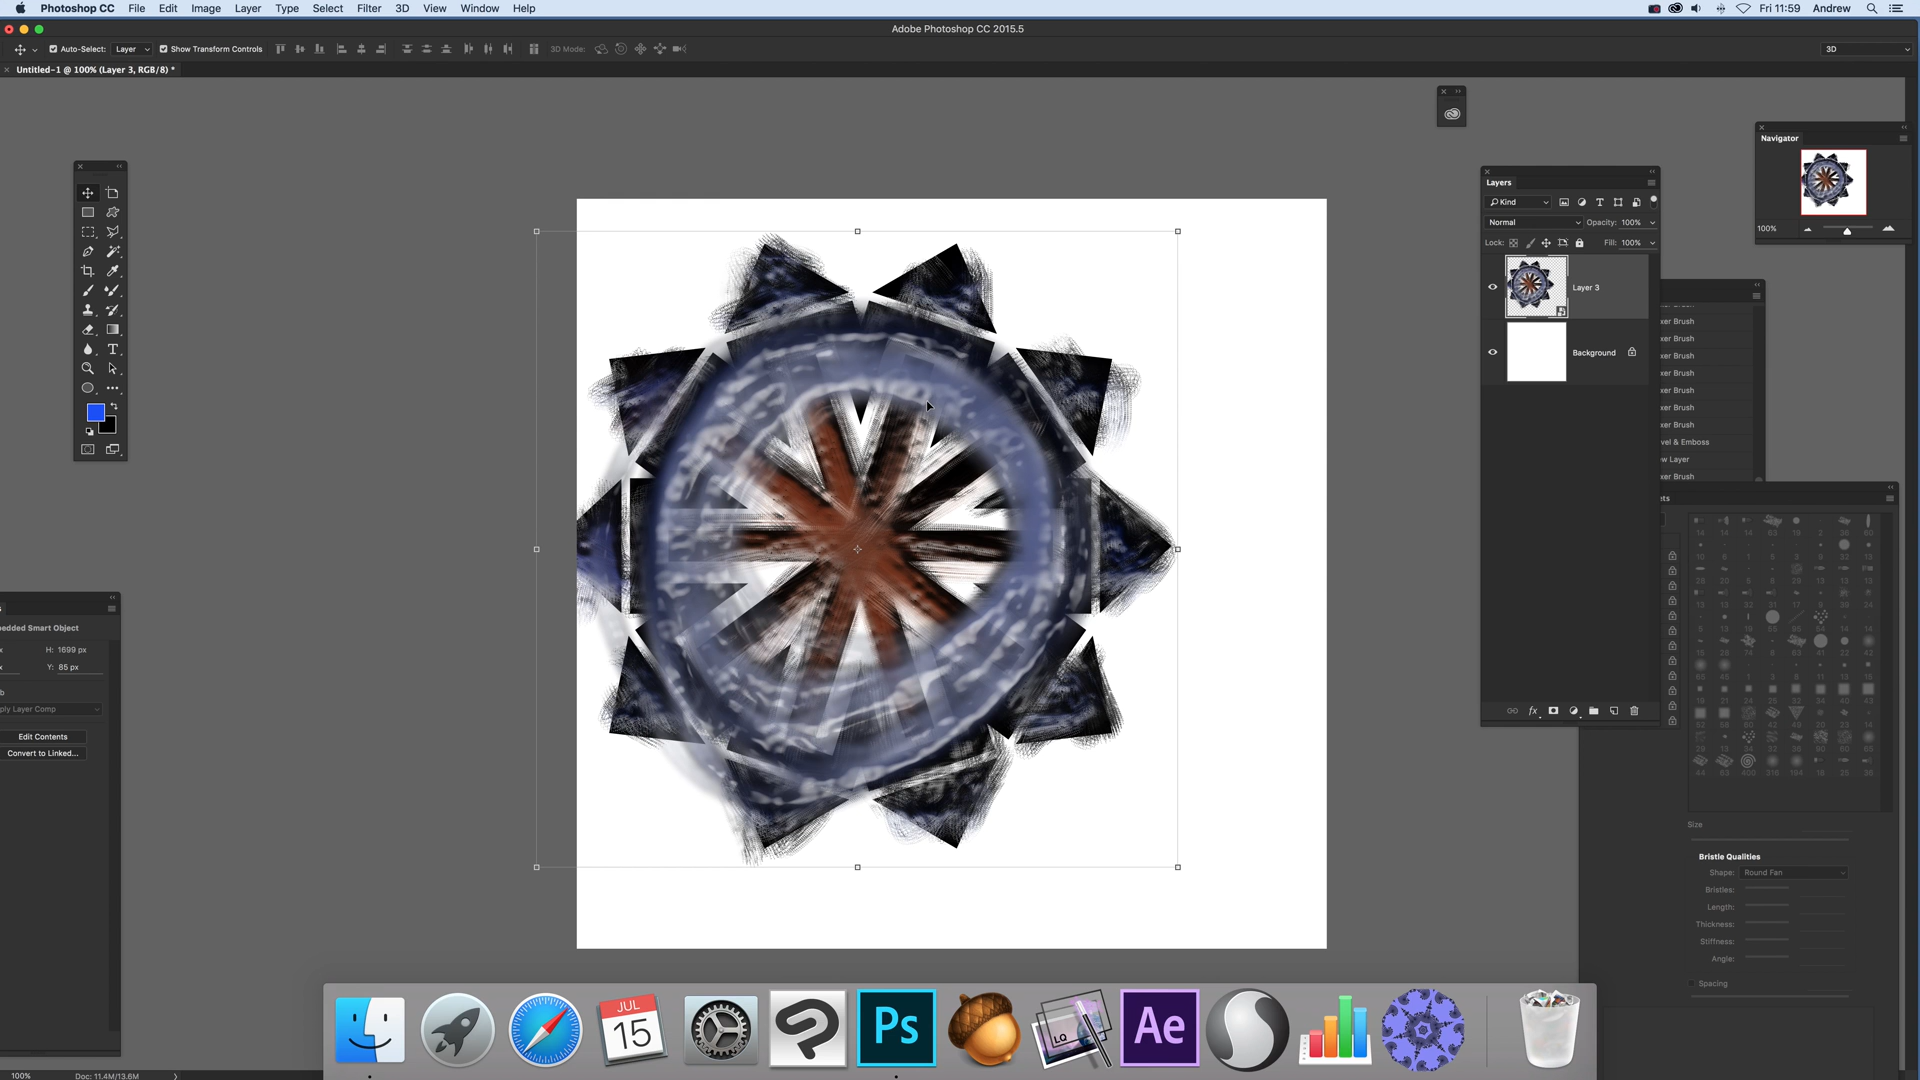 Photoshop CC File Edit Image Layer Type Select Filter 3D View Window Help Fri 11:59 Andrew
Adobe Photoshop CC 2015.5
Auto-Select: Layer Show Transform Controls 3D Mode: 3D
Untitled-1 @ 100% (Layer 3, RGB/8) *
Navigator
100%
Layers
Kind
Normal Opacity: 100%
Lock: Fill: 100%
Layer 3
Background
xer Brush
xer Brush
xer Brush
xer Brush
xer Brush
xer Brush
xer Brush
vel & Emboss
w Layer
xer Brush
ets
fx
bedded Smart Object
H: 1699 px
Y: 85 px
ply Layer Comp
Edit Contents
Convert to Linked...
Size
Bristle Qualities
Shape: Round Fan
Bristles:
Length:
Thickness:
Stiffness:
Angle:
Spacing
JUL
15
Ps
LQ
Ae
100% Doc: 11.4M/13.6M